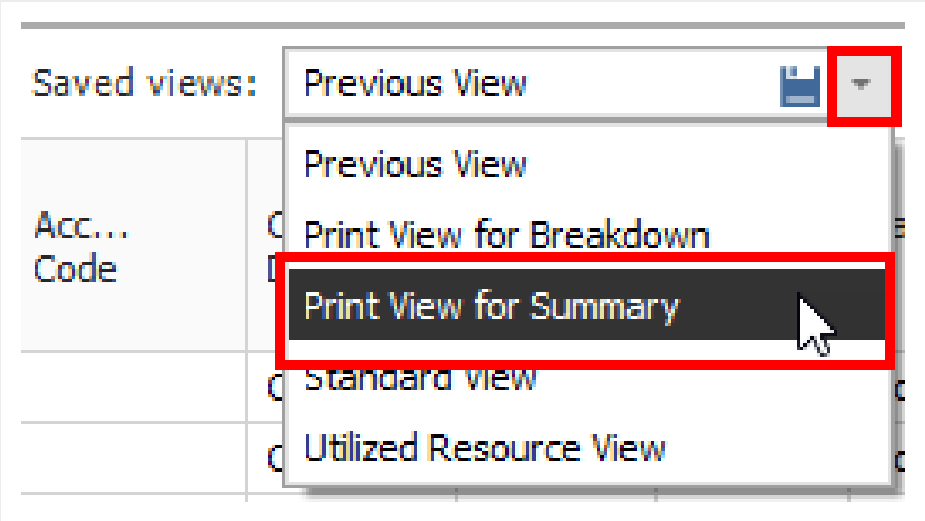 Saved views:
Previous View
Previous View
Print View for Breakdown
Acc...
Code
Print View for Summary
Standard View
Utilized Resource View